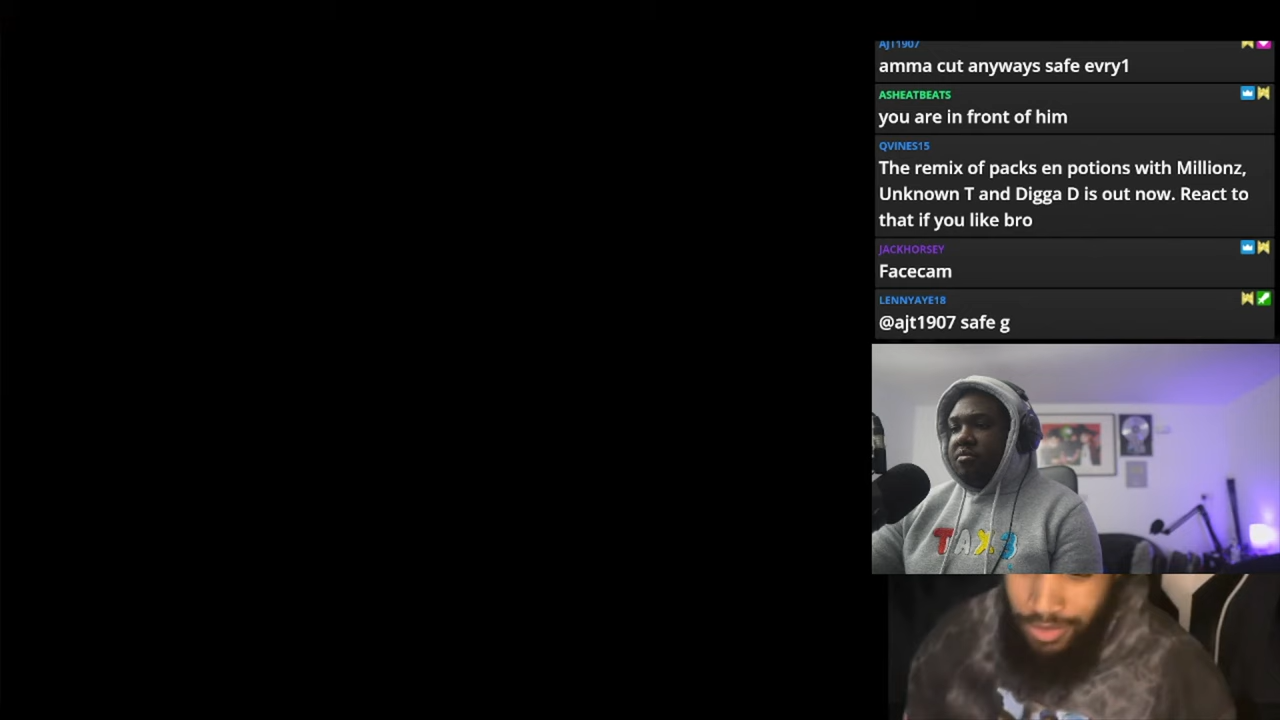 AJT1907
amma cut anyways safe evry1
ASHEATBEATS
you are in front of him
QVINES15
The remix of packs en potions with Millionz,
Unknown T and Digga D is out now. React to
that if you like bro
JACKHORSEY
Facecam
LENNYAYE18
@ajt1907 safe g